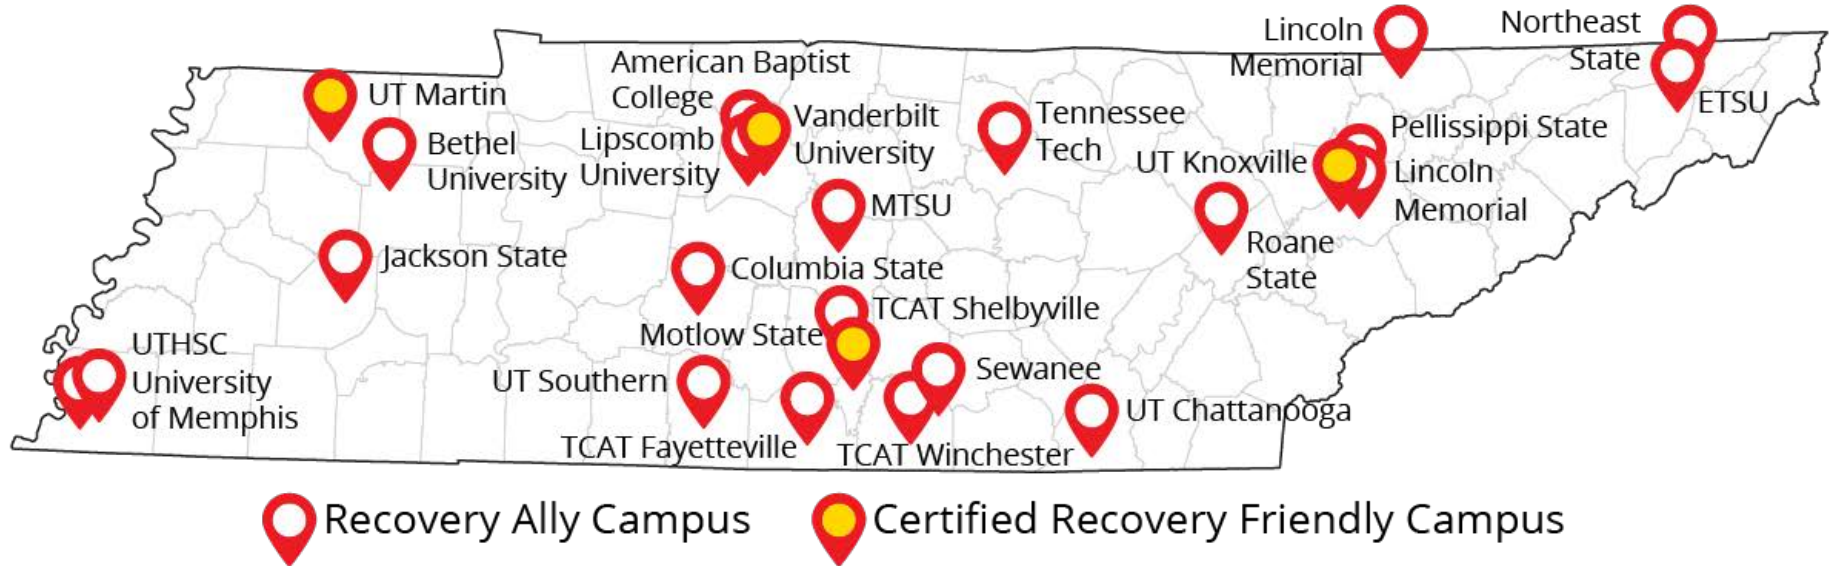 Lincoln
Memorial
Northeast
State
ETSU
American Baptist
College
UT Martin
Vanderbilt
University
Tennessee
Tech
Pellissippi State
Bethel
University
Lipscomb
University
UT Knoxville
Lincoln
Memorial
MTSU
Roane
State
Jackson State
Columbia State
TCAT Shelbyville
Motlow State
UTHSC
University
of Memphis
UT Southern
Sewanee
UT Chattanooga
TCAT Fayetteville
TCAT Winchester
Recovery Ally Campus
Certified Recovery Friendly Campus